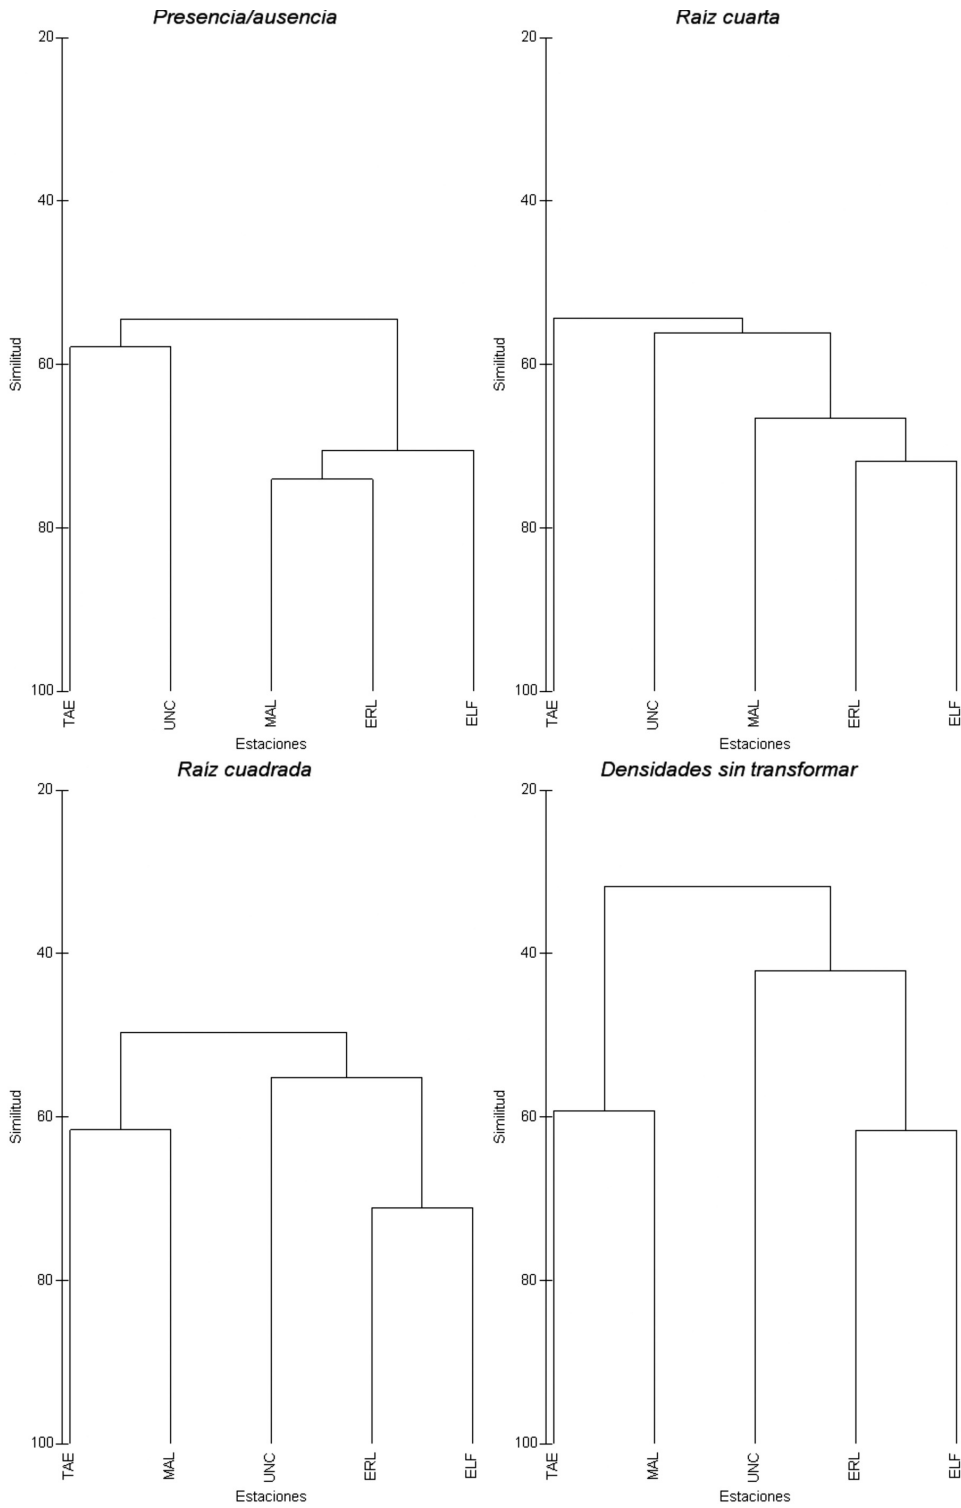 Presencia/ausencia
20
40
60
80
100
Similitud
TAE
UNC
MAL
ERL
ELF
Estaciones
Raiz cuarta
20
40
60
80
100
Similitud
TAE
UNC
MAL
ERL
ELF
Estaciones
Raiz cuadrada
20
40
60
80
100
Similitud
TAE
MAL
UNC
ERL
ELF
Estaciones
Densidades sin transformar
20
40
60
80
100
Similitud
TAE
MAL
UNC
ERL
ELF
Estaciones